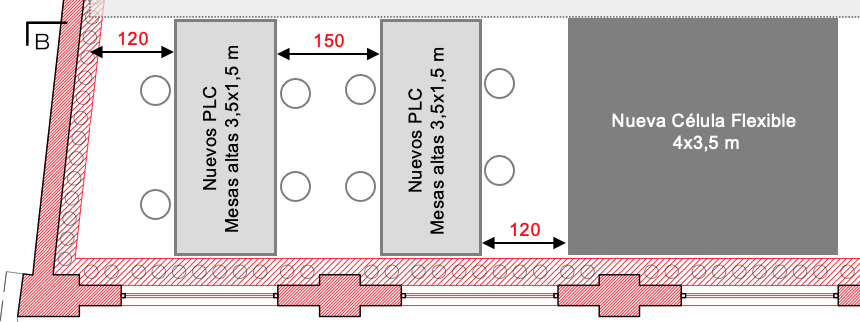 B
120
150
Nuevos PLC
Mesas altas 3,5x1,5 m
Nuevos PLC
Mesas altas 3,5x1,5 m
Nueva Célula Flexible
4x3,5 m
120